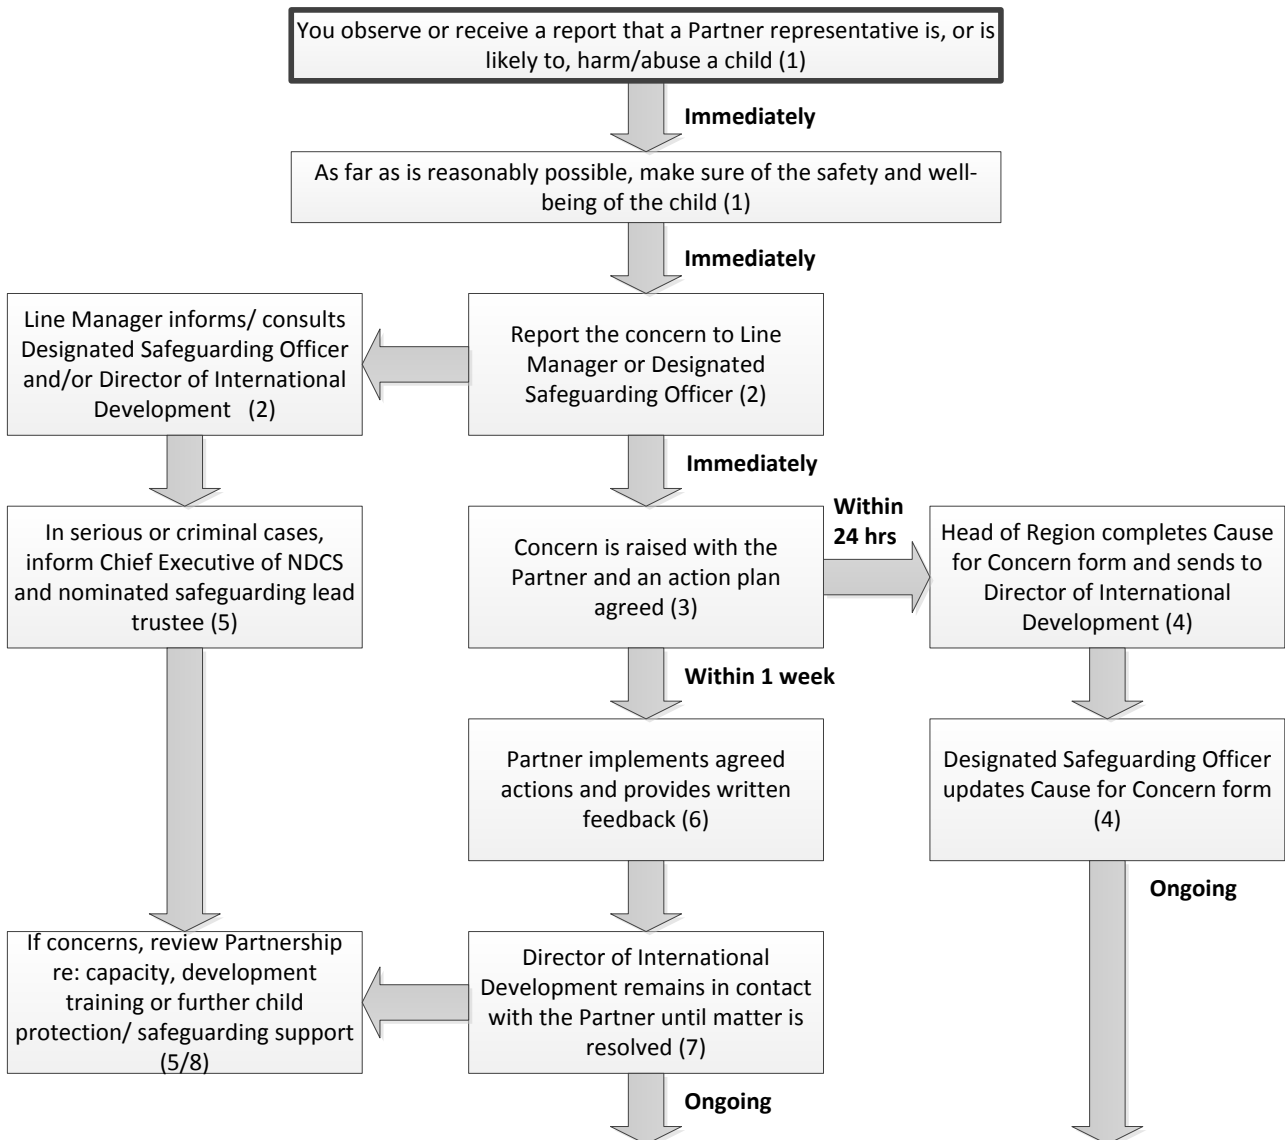 You observe or receive a report that a Partner representative is, or is
likely to, harm/abuse a child (1)
Immediately
As far as is reasonably possible, make sure of the safety and well-
being of the child (1)
Immediately
Line Manager informs/ consults
Designated Safeguarding Officer
and/or Director of International
Development (2)
Report the concern to Line
Manager or Designated
Safeguarding Officer (2)
Immediately
In serious or criminal cases,
inform Chief Executive of NDCS
and nominated safeguarding lead
trustee (5)
Concern is raised with the
Partner and an action plan
agreed (3)
Within
24 hrs
Head of Region completes Cause
for Concern form and sends to
Director of International
Development (4)
Within 1 week
Partner implements agreed
actions and provides written
feedback (6)
Designated Safeguarding Officer
updates Cause for Concern form
(4)
Ongoing
If concerns, review Partnership
re: capacity, development
training or further child
protection/ safeguarding support
(5/8)
Director of International
Development remains in contact
with the Partner until matter is
resolved (7)
Ongoing